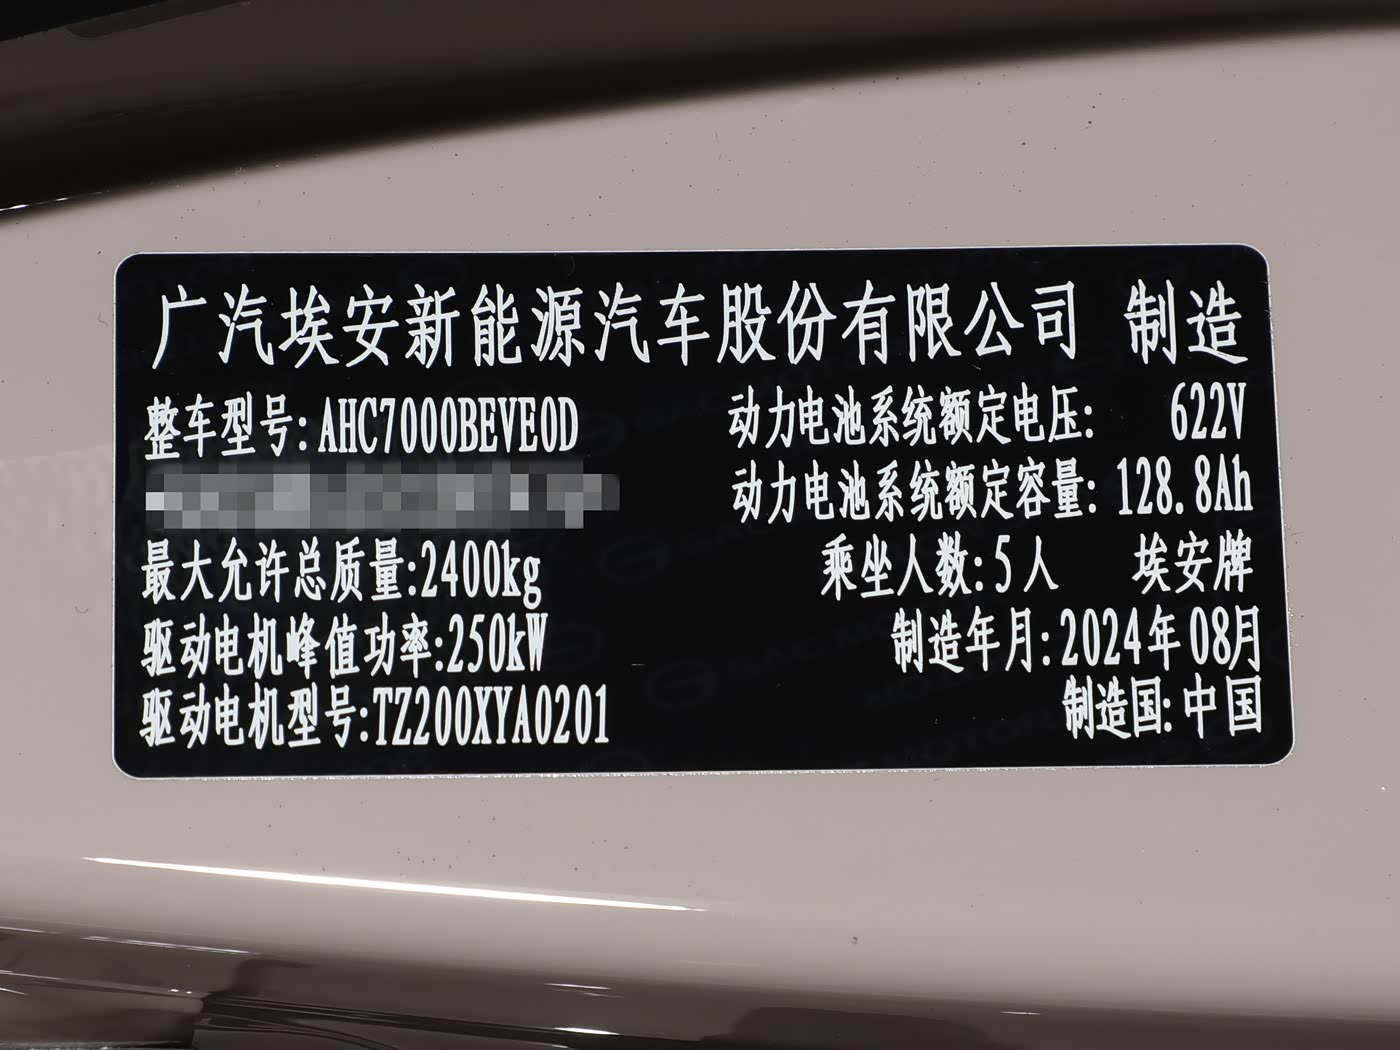 广汽埃安新能源汽车股份有限公司 制造
整车型号: AHC7000BEVE0D
动力电池系统额定电压: 622V
动力电池系统额定容量: 128.8Ah
最大允许总质量:2400kg
乘坐人数:5人 埃安牌
驱动电机峰值功率:250kW
制造年月:2024年08月
驱动电机型号:TZ200XYA0201
制造国:中国